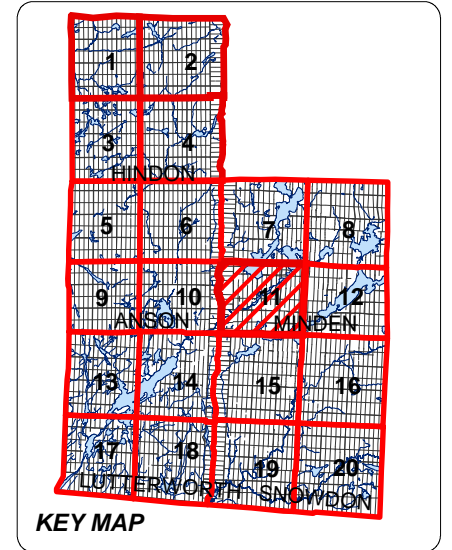 1 2
3 4
HINDON
5 6 7 8
9 10 11 12
ANSON MINDEN
13 14 15 16
17 18 19 20
LUTTERWORTH SNOWDON
KEY MAP